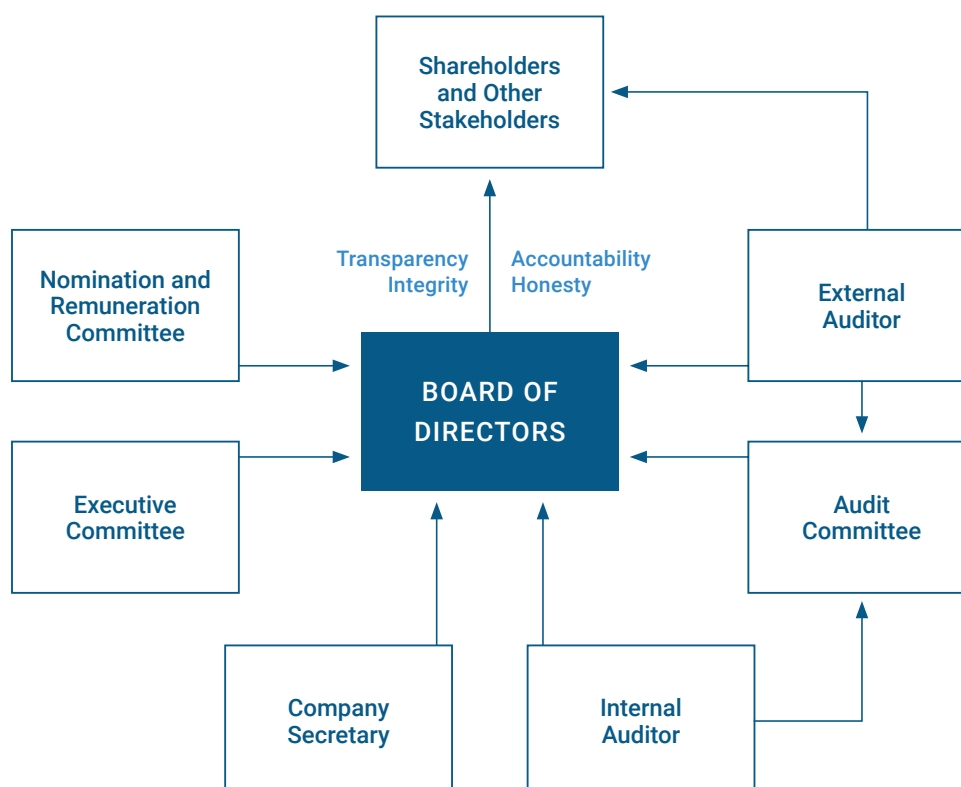 Shareholders
and Other
Stakeholders
Transparency
Integrity
Accountability
Honesty
Nomination and
Remuneration
Committee
External
Auditor
BOARD OF
DIRECTORS
Executive
Committee
Audit
Committee
Company
Secretary
Internal
Auditor